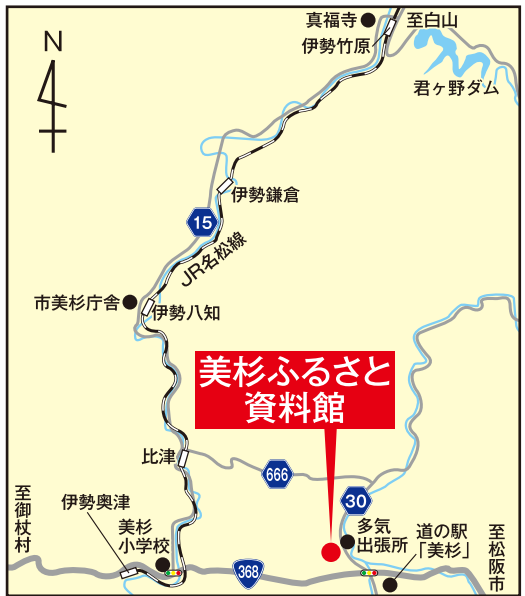 真福寺
至白山
伊勢竹原
N
君ヶ野ダム
伊勢鎌倉
15
JR名松線
市美杉庁舎
伊勢八知
美杉ふるさと
資料館
比津
666
至御杖村
伊勢奥津
美杉
小学校
30
多気
出張所
道の駅
「美杉」
至松阪市
368